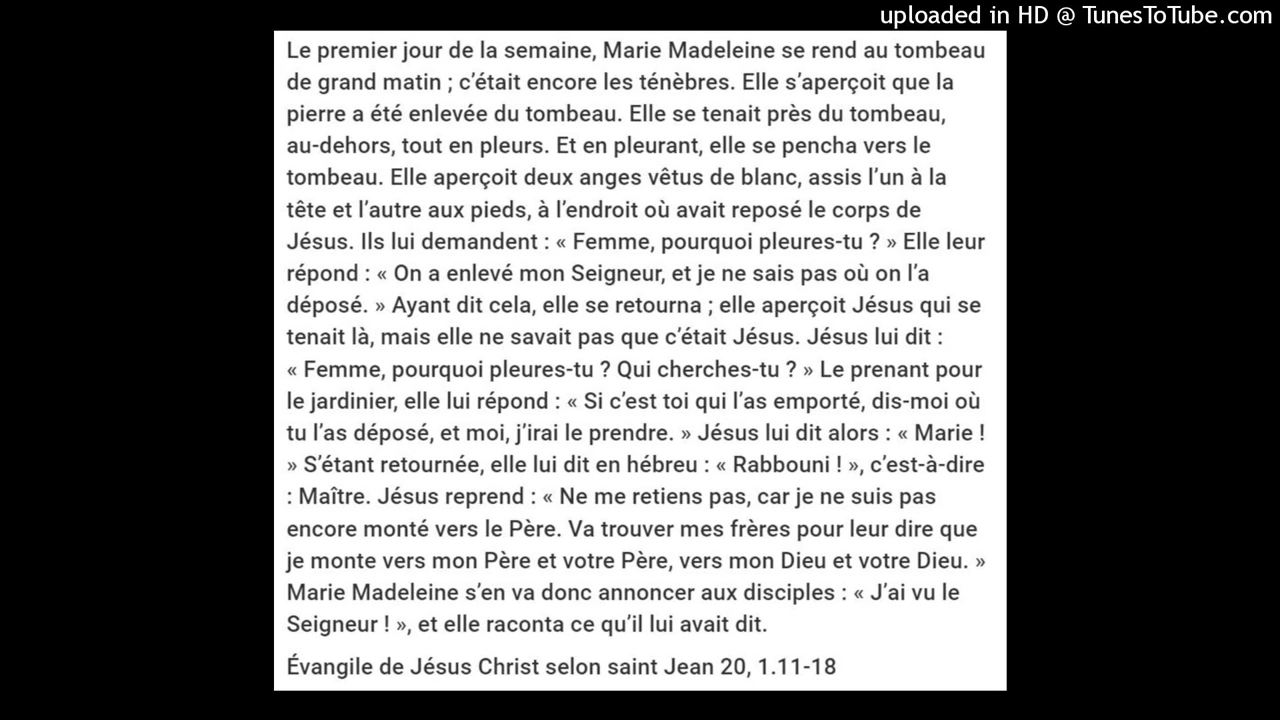 uploaded in HD @ TunesToTube.com
Le premier jour de la semaine, Marie Madeleine se rend au tombeau
de grand matin ; c’était encore les ténèbres. Elle s’aperçoit que la
pierre a été enlevée du tombeau. Elle se tenait près du tombeau,
au-dehors, tout en pleurs. Et en pleurant, elle se pencha vers le
tombeau. Elle aperçoit deux anges vêtus de blanc, assis l’un à la
tête et l’autre aux pieds, à l’endroit où avait reposé le corps de
Jésus. Ils lui demandent : « Femme, pourquoi pleures-tu ? » Elle leur
répond : « On a enlevé mon Seigneur, et je ne sais pas où on l’a
déposé. » Ayant dit cela, elle se retourna ; elle aperçoit Jésus qui se
tenait là, mais elle ne savait pas que c’était Jésus. Jésus lui dit :
« Femme, pourquoi pleures-tu ? Qui cherches-tu ? » Le prenant pour
le jardinier, elle lui répond : « Si c’est toi qui l’as emporté, dis-moi où
tu l’as déposé, et moi, j’irai le prendre. » Jésus lui dit alors : « Marie !
» S’étant retournée, elle lui dit en hébreu : « Rabbouni ! », c’est-à-dire
: Maître. Jésus reprend : « Ne me retiens pas, car je ne suis pas
encore monté vers le Père. Va trouver mes frères pour leur dire que
je monte vers mon Père et votre Père, vers mon Dieu et votre Dieu. »
Marie Madeleine s’en va donc annoncer aux disciples : « J’ai vu le
Seigneur ! », et elle raconta ce qu’il lui avait dit.
Évangile de Jésus Christ selon saint Jean 20, 1.11-18